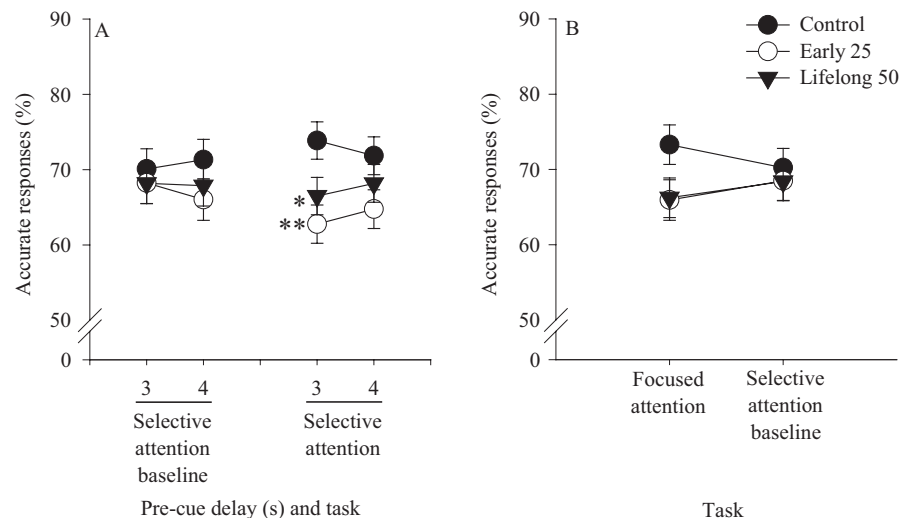 A
90
80
70
60
50
0
Accurate responses (%)
*
**
3 4 3 4
Selective attention baseline
Selective attention
Pre-cue delay (s) and task
B
90
80
70
60
50
0
Accurate responses (%)
Control
Early 25
Lifelong 50
Focused attention
Selective attention baseline
Task